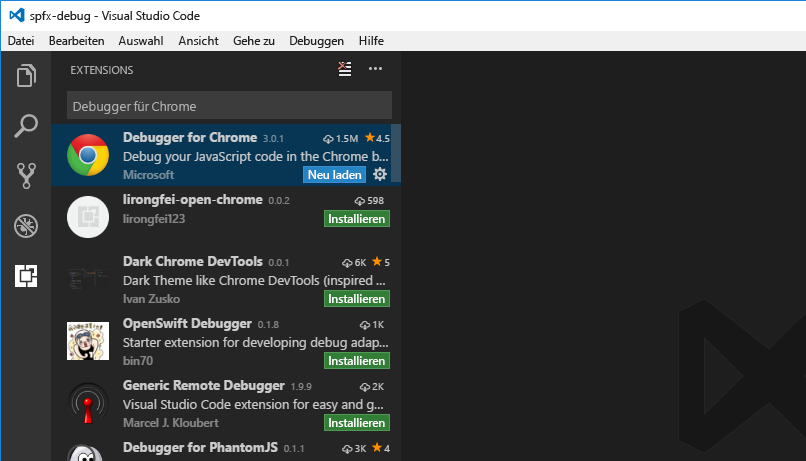 spfx-debug - Visual Studio Code
Datei Bearbeiten Auswahl Ansicht Gehe zu Debuggen Hilfe
EXTENSIONS
Debugger für Chrome
Debugger for Chrome 3.0.1 1.5M 4.5
Debug your JavaScript code in the Chrome b...
Microsoft Neu laden
lirongfei-open-chrome 0.0.2 598
lirongfei123 Installieren
Dark Chrome DevTools 0.0.1 6K 5
Dark Theme like Chrome DevTools (inspired ...
Ivan Zusko Installieren
OpenSwift Debugger 0.1.8 1K
Starter extension for developing debug adap...
bin70 Installieren
Generic Remote Debugger 1.9.9 2K
Visual Studio Code extension for easy and g...
Marcel J. Kloubert Installieren
Debugger for PhantomJS 0.1.1 3K 4